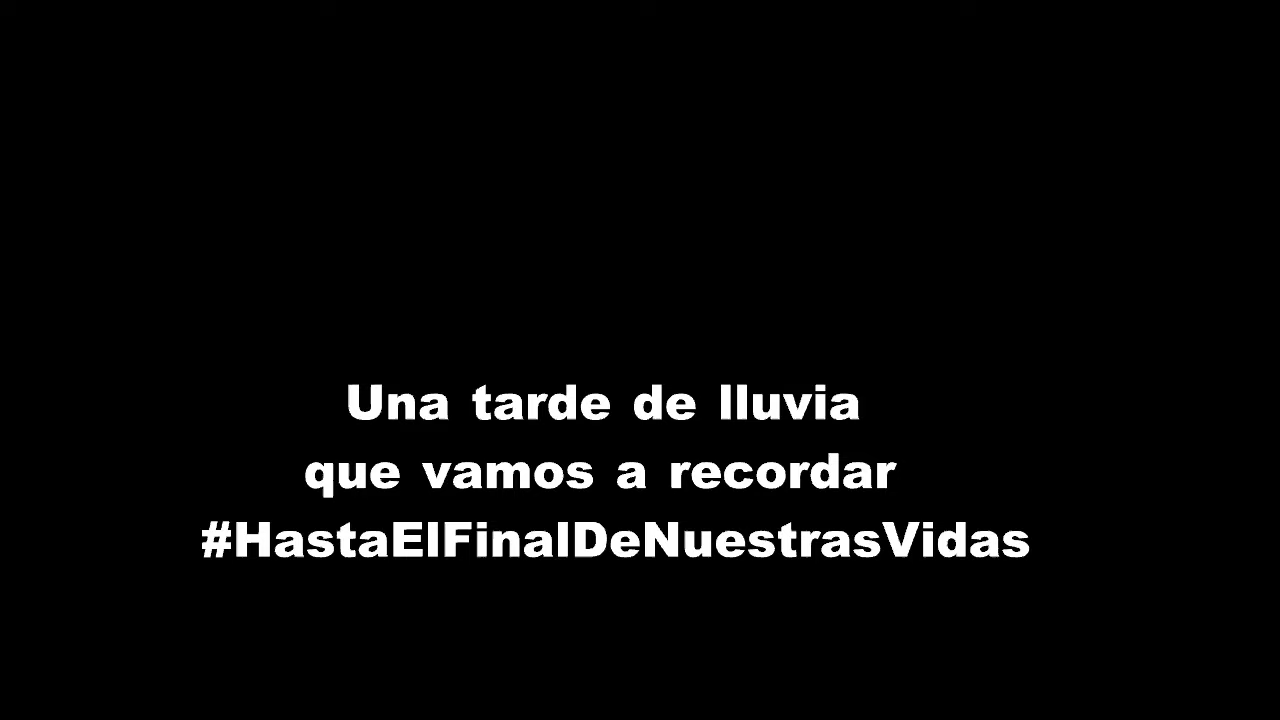 Una tarde de lluvia
que vamos a recordar
#HastaElFinalDeNuestrasVidas